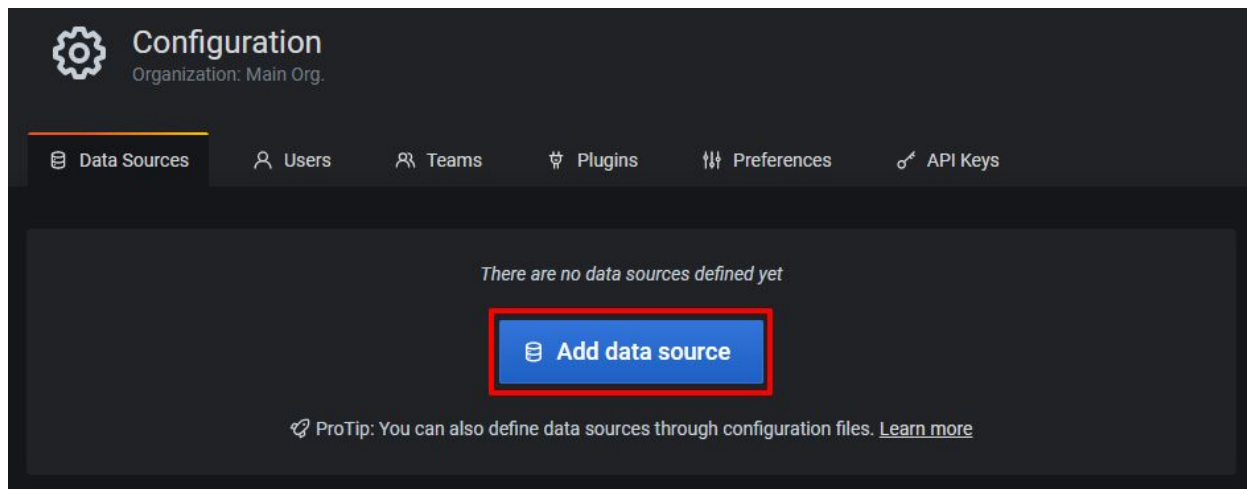 Configuration
Organization: Main Org.
Data Sources Users Teams Plugins Preferences API Keys
There are no data sources defined yet
Add data source
ProTip: You can also define data sources through configuration files. Learn more